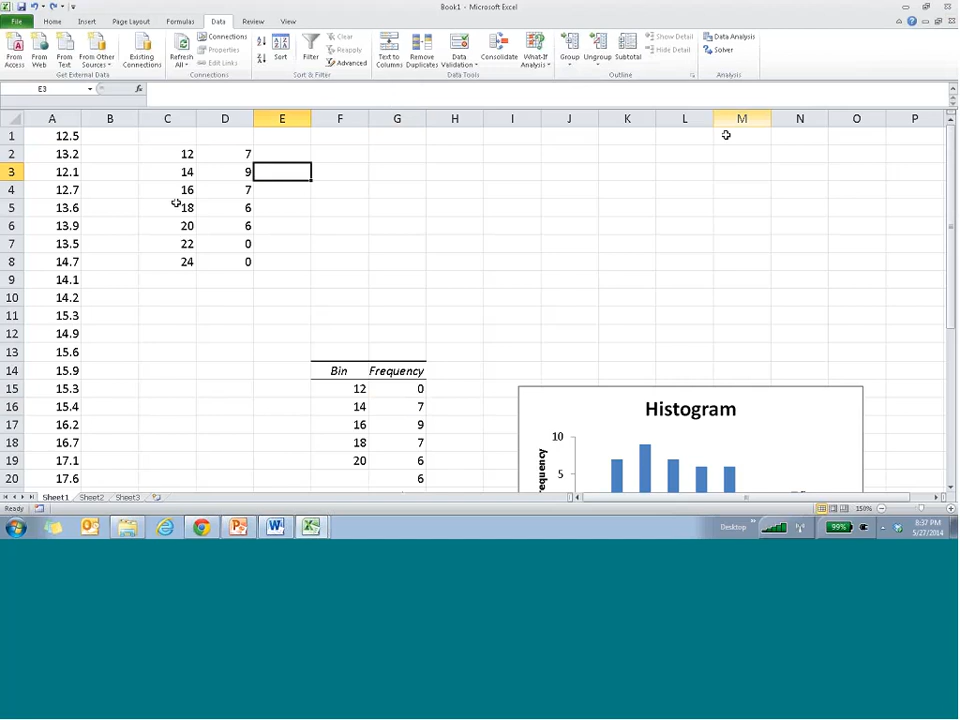 Book1 - Microsoft Excel
File Home Insert Page Layout Formulas Data Review View
From Access
From Web
From Text
From Other Sources
Existing Connections
Get External Data
Refresh All
Connections
Properties
Edit Links
Connections
Sort
Filter
Clear
Reapply
Advanced
Sort & Filter
Text to Columns
Remove Duplicates
Data Validation
Consolidate
What-If Analysis
Data Tools
Group
Ungroup
Subtotal
Show Detail
Hide Detail
Outline
Data Analysis
Solver
Analysis
E3 fx
A B C D E F G H I J K L M N O P
1 12.5
2 13.2 12 7
3 12.1 14 9
4 12.7 16 7
5 13.6 18 6
6 13.9 20 6
7 13.5 22 0
8 14.7 24 0
9 14.1
10 14.2
11 15.3
12 14.9
13 15.6
14 15.9 Bin Frequency
15 15.3 12 0
16 15.4 14 7
17 16.2 16 9
18 16.7 18 7
19 17.1 20 6
20 17.6 6
Histogram
10
5
equency
Sheet1 Sheet2 Sheet3
Ready 150%
Desktop 99% 8:37 PM
5/27/2014